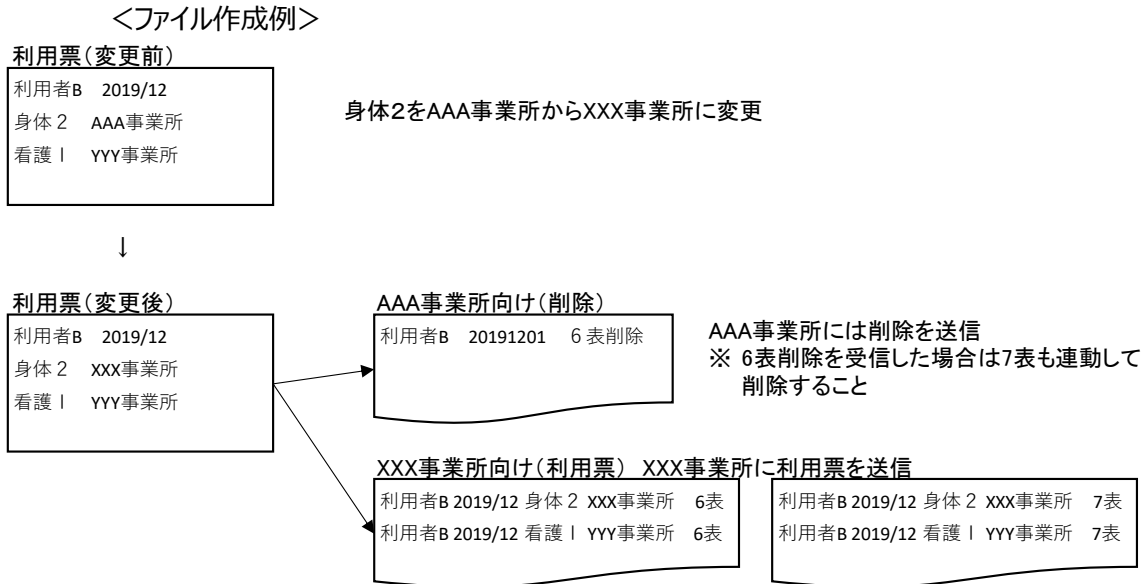 <ファイル作成例>
利用票(変更前)
利用者B 2019/12
身体2 AAA事業所
看護Ⅰ YYY事業所
身体2をAAA事業所からXXX事業所に変更
↓
利用票(変更後)
利用者B 2019/12
身体2 XXX事業所
看護Ⅰ YYY事業所
AAA事業所向け(削除)
利用者B 20191201 6表削除
AAA事業所には削除を送信
※ 6表削除を受信した場合は7表も連動して
削除すること
XXX事業所向け(利用票) XXX事業所に利用票を送信
利用者B 2019/12 身体2 XXX事業所 6表
利用者B 2019/12 看護Ⅰ YYY事業所 6表
利用者B 2019/12 身体2 XXX事業所 7表
利用者B 2019/12 看護Ⅰ YYY事業所 7表